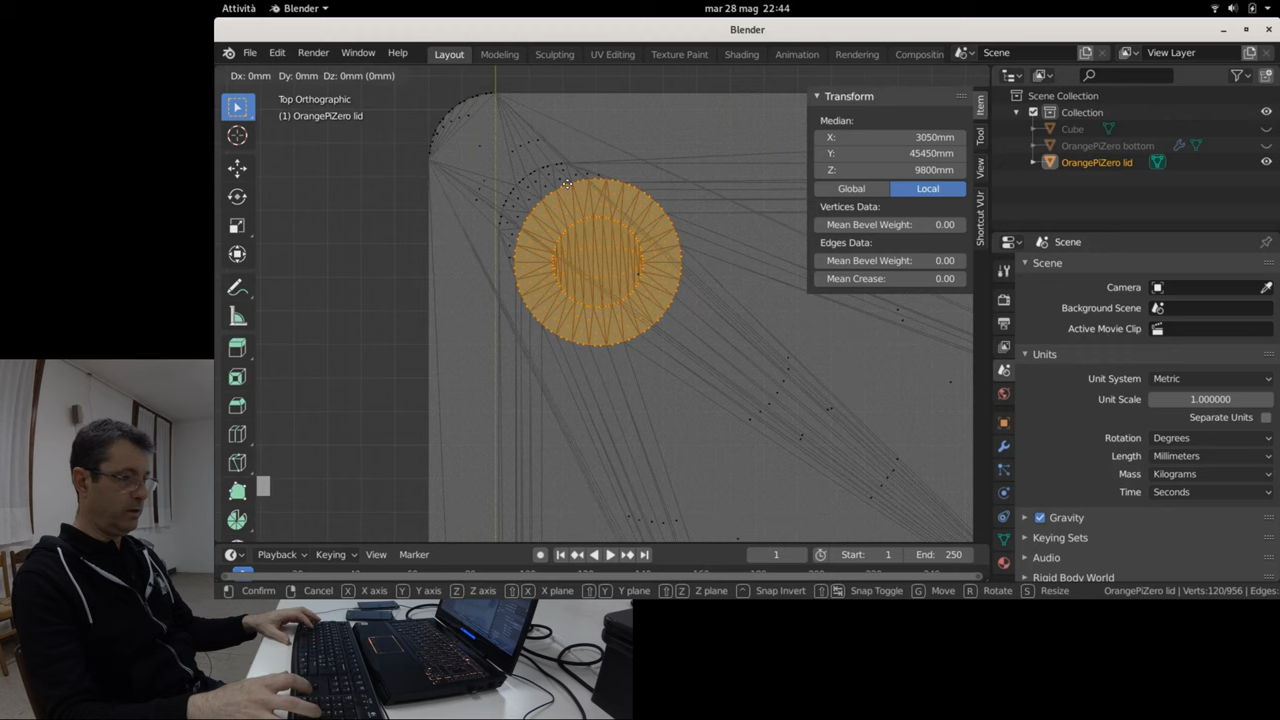 Attività
Blender
mar 28 mag 22:44
Blender
File Edit Render Window Help
Layout Modeling Sculpting UV Editing Texture Paint Shading Animation Rendering Compositin
Scene
View Layer
Dx: 0mm Dy: 0mm Dz: 0mm (0mm)
Top Orthographic
(1) OrangePiZero lid
Transform
Median:
X: 3050mm
Y: 45450mm
Z: 9800mm
Global Local
Vertices Data:
Mean Bevel Weight: 0.00
Edges Data:
Mean Bevel Weight: 0.00
Mean Crease: 0.00
Item
Tool
View
Shortcut VUr
Scene Collection
Collection
Cube
OrangePiZero bottom
OrangePiZero lid
Scene
Scene
Camera
Background Scene
Active Movie Clip
Units
Unit System Metric
Unit Scale 1.000000
Separate Units
Rotation Degrees
Length Millimeters
Mass Kilograms
Time Seconds
Gravity
Keying Sets
Audio
Rigid Body World
Playback Keying View Marker
1
Start: 1
End: 250
Confirm Cancel X X axis Y Y axis Z Z axis X X plane Y Y plane Z Z plane Snap Invert Snap Toggle G Move R Rotate S Resize
OrangePiZero lid | Verts:120/956 | Edges: